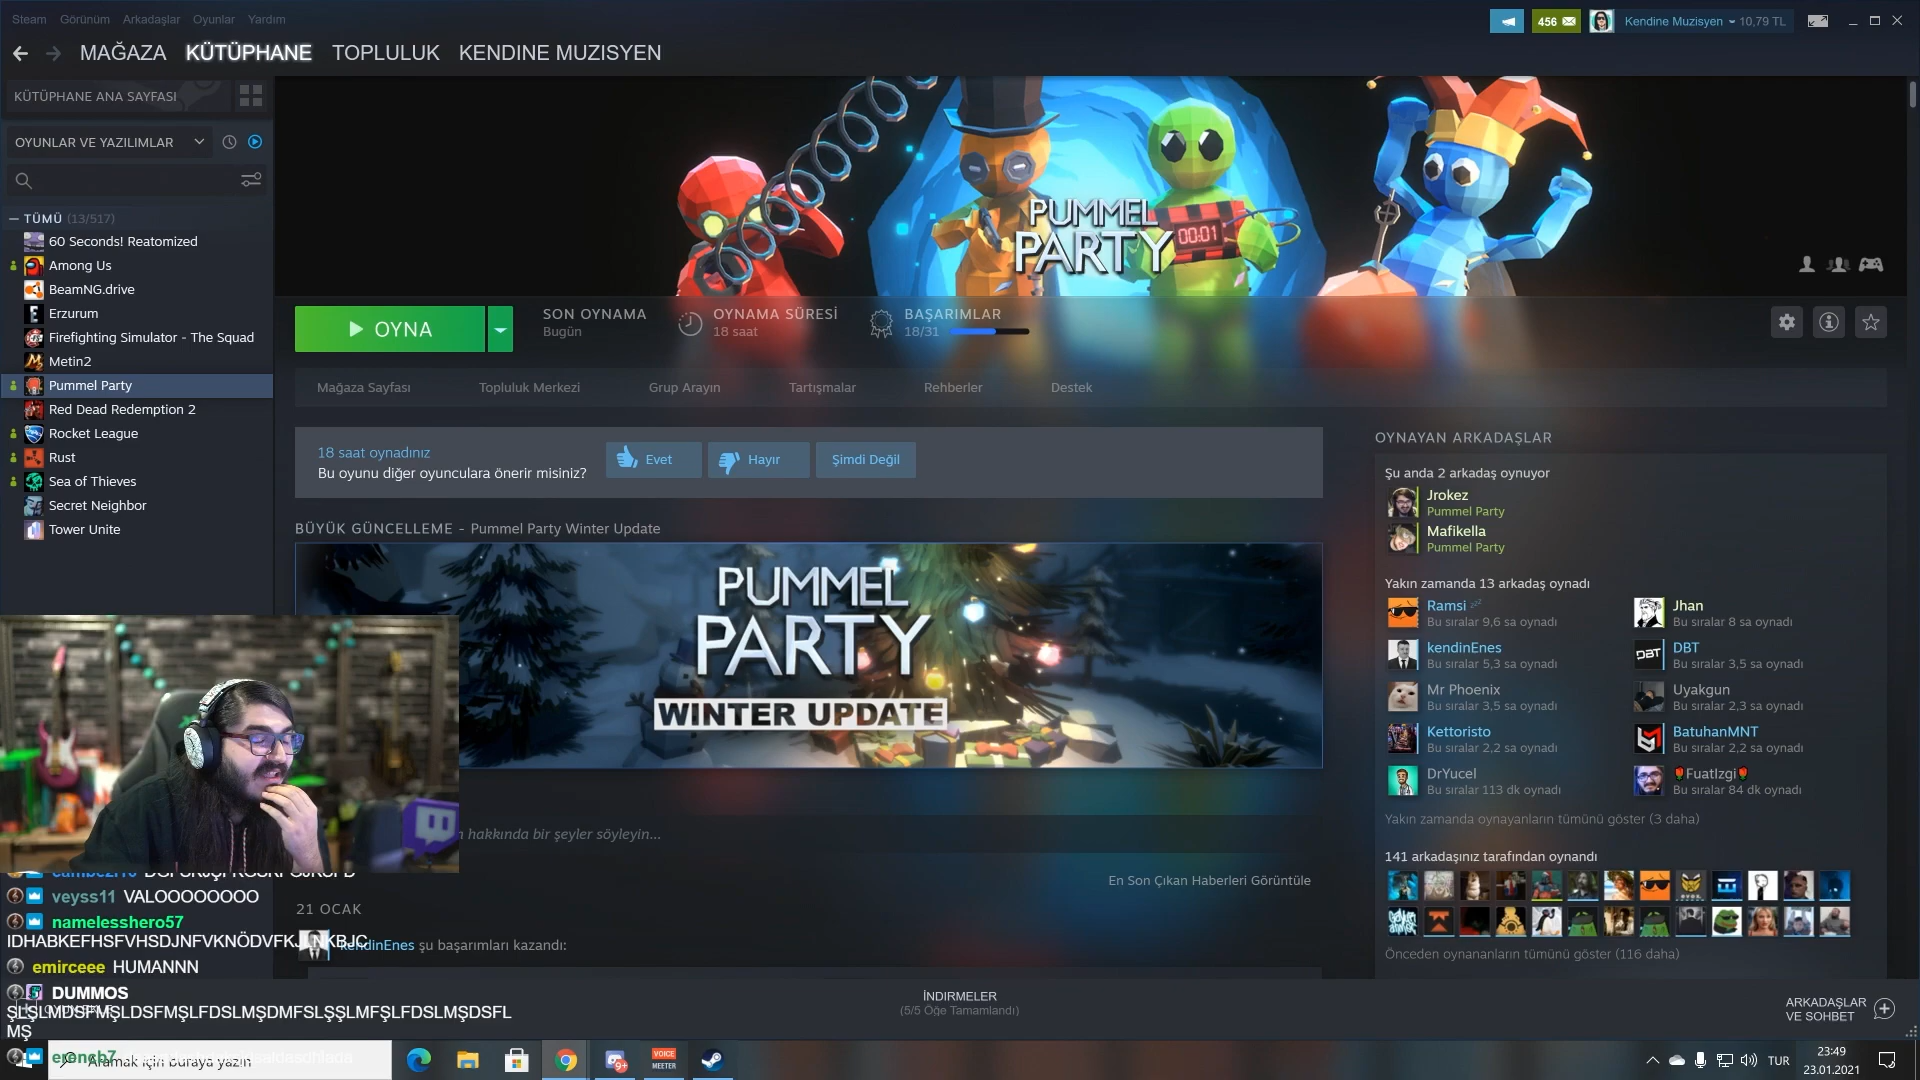 Steam Görünüm Arkadaşlar Oyunlar Yardım
456
Kendine Muzisyen 10,79 TL
MAĞAZA KÜTÜPHANE TOPLULUK KENDINE MUZISYEN
KÜTÜPHANE ANA SAYFASI
OYUNLAR VE YAZILIMLAR
TÜMÜ (13/517)
60 Seconds! Reatomized
Among Us
BeamNG.drive
Erzurum
Firefighting Simulator - The Squad
Metin2
Pummel Party
Red Dead Redemption 2
Rocket League
Rust
Sea of Thieves
Secret Neighbor
Tower Unite
PUMMEL
PARTY
00:01
OYNA
SON OYNAMA
Bugün
OYNAMA SÜRESİ
18 saat
BAŞARIMLAR
18/31
Mağaza Sayfası Topluluk Merkezi Grup Arayın Tartışmalar Rehberler Destek
18 saat oynadınız
Bu oyunu diğer oyunculara önerir misiniz?
Evet
Hayır
Şimdi Değil
BÜYÜK GÜNCELLEME - Pummel Party Winter Update
PUMMEL
PARTY
WINTER UPDATE
hakkında bir şeyler söyleyin...
En Son Çıkan Haberleri Görüntüle
21 OCAK
kendinEnes şu başarımları kazandı:
OYNAYAN ARKADAŞLAR
Şu anda 2 arkadaş oynuyor
Jrokez
Pummel Party
Mafikella
Pummel Party
Yakın zamanda 13 arkadaş oynadı
Ramsi
Bu sıralar 9,6 sa oynadı
Jhan
Bu sıralar 8 sa oynadı
kendinEnes
Bu sıralar 5,3 sa oynadı
DBT
DBT
Bu sıralar 3,5 sa oynadı
Mr Phoenix
Bu sıralar 3,5 sa oynadı
Uyakgun
Bu sıralar 2,3 sa oynadı
Kettoristo
Bu sıralar 2,2 sa oynadı
BatuhanMNT
Bu sıralar 2,2 sa oynadı
DrYucel
Bu sıralar 113 dk oynadı
FuatIzgi
Bu sıralar 84 dk oynadı
Yakın zamanda oynayanların tümünü göster (3 daha)
141 arkadaşınız tarafından oynandı
Önceden oynananların tümünü göster (116 daha)
veyss11 VALOOOOOOOO
namelesshero57
IDHABKEFHSFVHSDJNFVKNÖDVFKJLNKBJC
emirceee HUMANNN
DUMMOS
ŞLŞLMDSFMŞLDSFMŞLFDSLMŞDMFSLŞŞLMFŞLFDSLMŞDSFL
MŞ
İNDİRMELER
(5/5 Öğe Tamamlandı)
ARKADAŞLAR
VE SOHBET
Aramak için buraya yazın
9+
VOICE
MEETER
TUR
23:49
23.01.2021